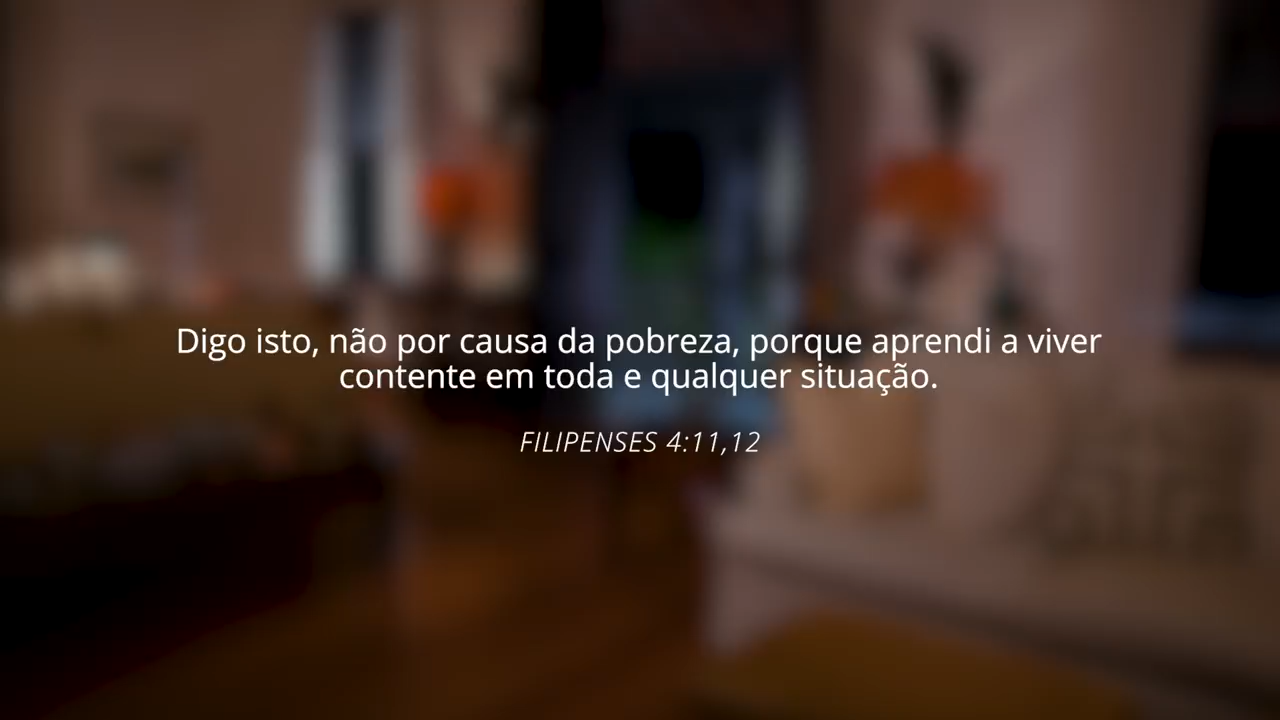 Digo isto, não por causa da pobreza, porque aprendi a viver
contente em toda e qualquer situação.
FILIPENSES 4:11,12